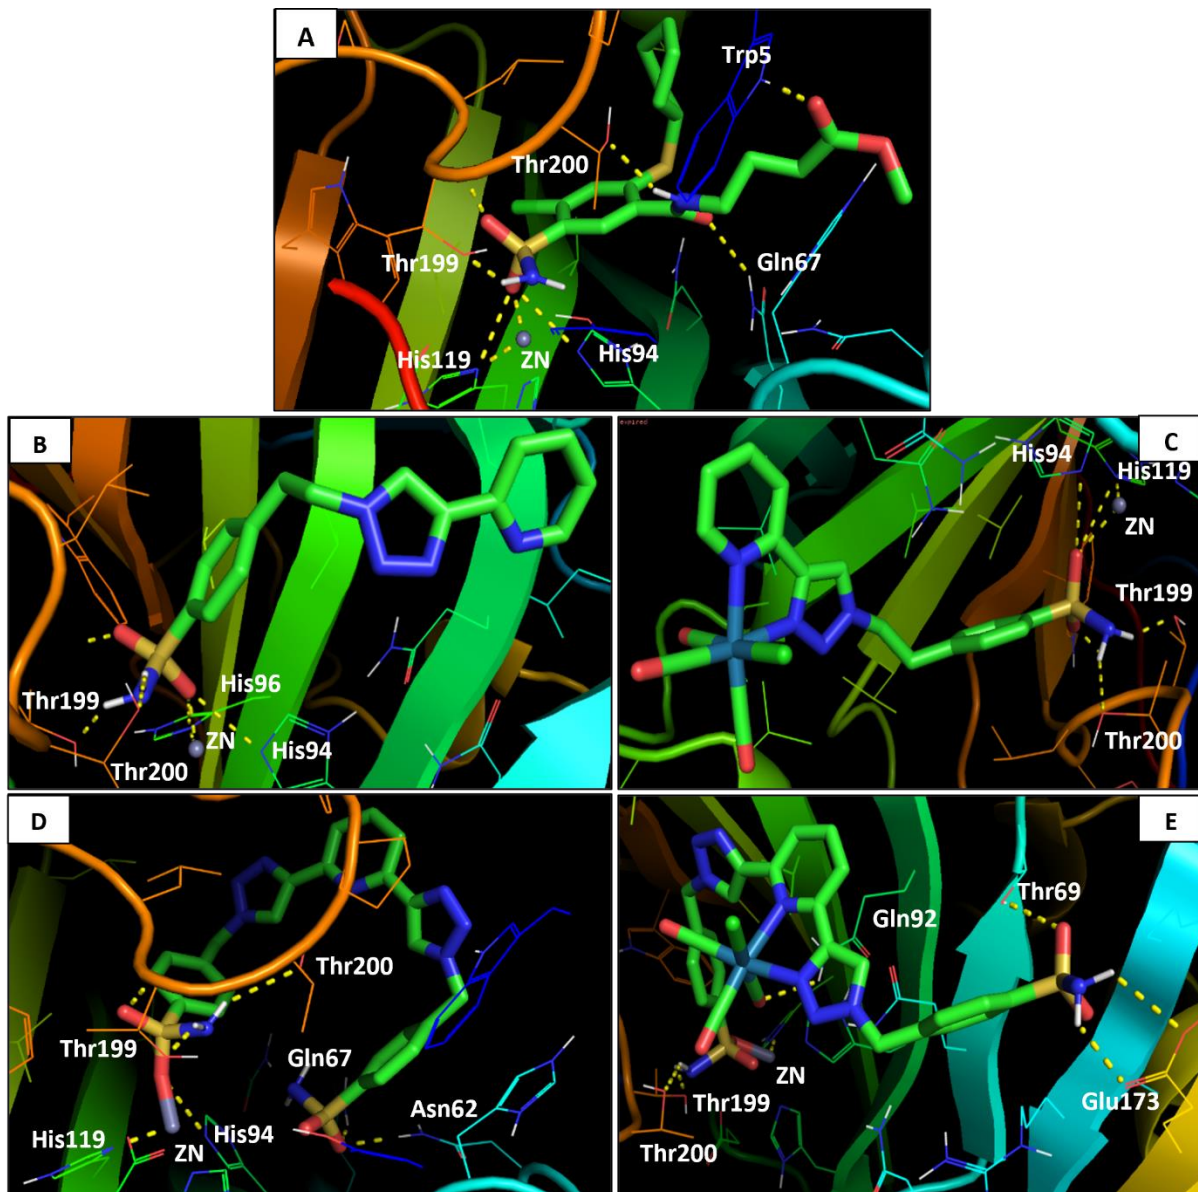 A
Trp5
Thr200
Thr199
Gln67
His119
ZN
His94
B
Thr199
His96
ZN
Thr200
His94
C
His94
His119
ZN
Thr199
Thr200
D
Thr200
Thr199
Gln67
Asn62
His119
ZN
His94
E
Thr69
Gln92
ZN
Thr199
Glu173
Thr200